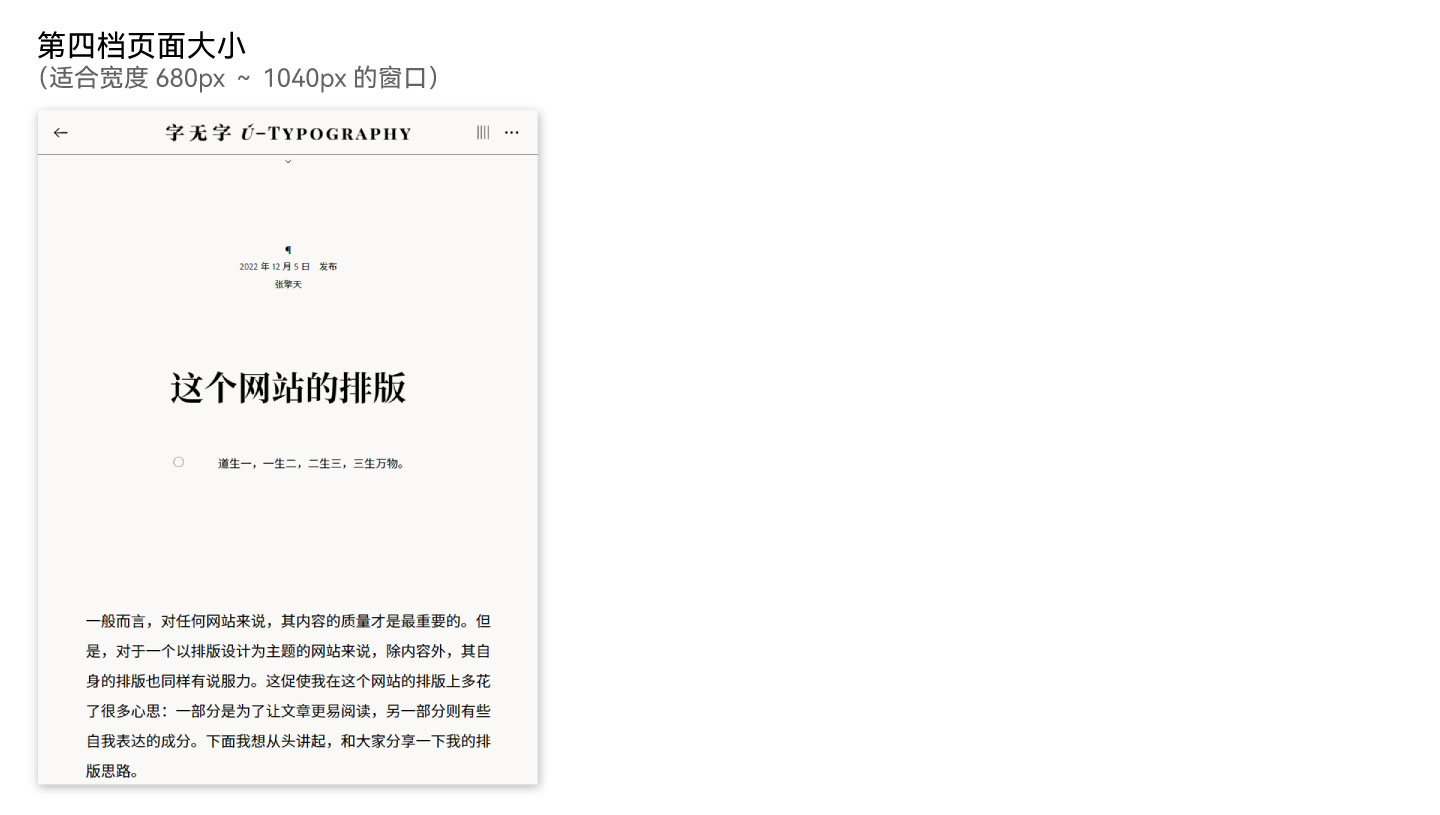 第四档页面大小
（适合宽度 680px ~ 1040px 的窗口）
字无字 Ú–TYPOGRAPHY
¶
2022 年 12 月 5 日　发布
张擎天
这个网站的排版
道生一，一生二，二生三，三生万物。
一般而言，对任何网站来说，其内容的质量才是最重要的。但
是，对于一个以排版设计为主题的网站来说，除内容外，其自
身的排版也同样有说服力。这促使我在这个网站的排版上多花
了很多心思：一部分是为了让文章更易阅读，另一部分则有些
自我表达的成分。下面我想从头讲起，和大家分享一下我的排
版思路。